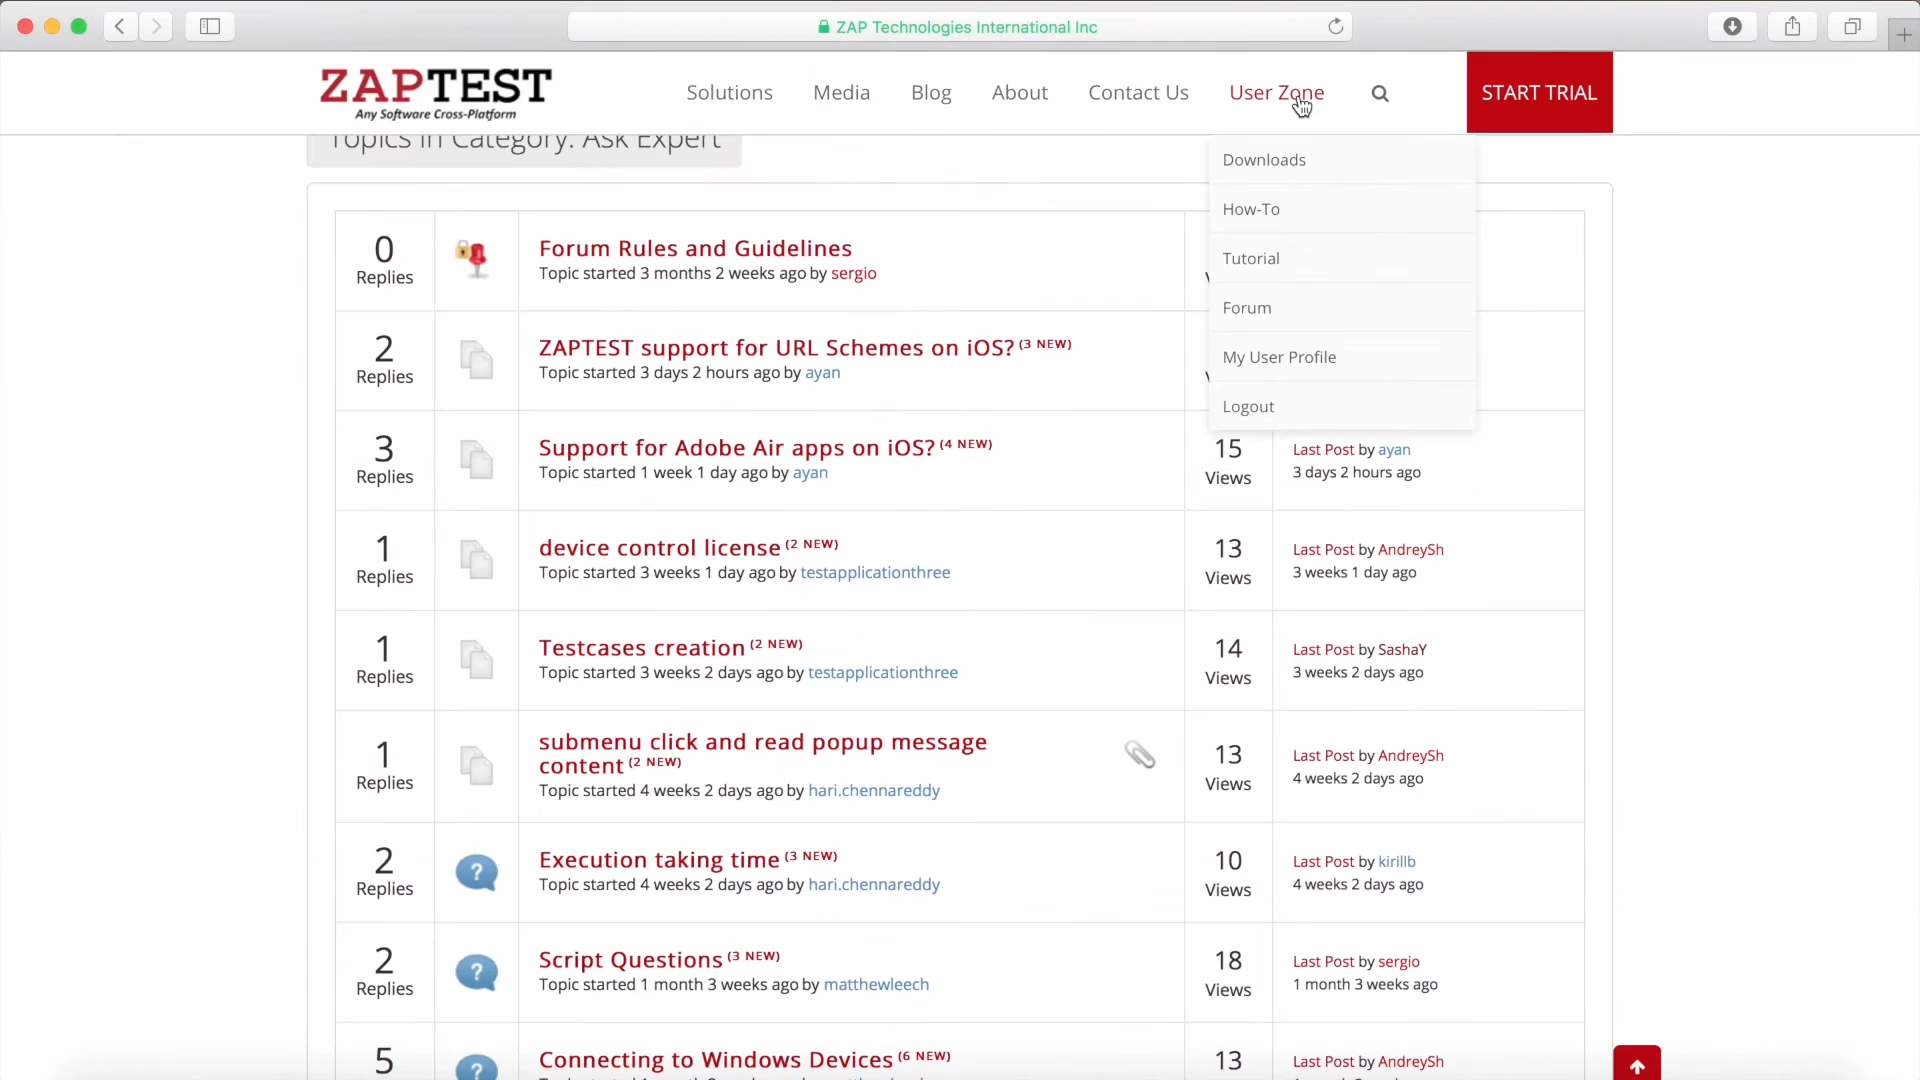 ZAP Technologies International Inc
ZAPTEST
Any Software Cross-Platform
Solutions
Media
Blog
About
Contact Us
User Zone
START TRIAL
Topics in Category: Ask Expert
Downloads
How-To
Tutorial
Forum
My User Profile
Logout
0
Replies
Forum Rules and Guidelines
Topic started 3 months 2 weeks ago by sergio
2
Replies
ZAPTEST support for URL Schemes on iOS? (3 NEW)
Topic started 3 days 2 hours ago by ayan
3
Replies
Support for Adobe Air apps on iOS? (4 NEW)
Topic started 1 week 1 day ago by ayan
15
Views
Last Post by ayan
3 days 2 hours ago
1
Replies
device control license (2 NEW)
Topic started 3 weeks 1 day ago by testapplicationthree
13
Views
Last Post by AndreySh
3 weeks 1 day ago
1
Replies
Testcases creation (2 NEW)
Topic started 3 weeks 2 days ago by testapplicationthree
14
Views
Last Post by SashaY
3 weeks 2 days ago
1
Replies
submenu click and read popup message
content (2 NEW)
Topic started 4 weeks 2 days ago by hari.chennareddy
13
Views
Last Post by AndreySh
4 weeks 2 days ago
2
Replies
?
Execution taking time (3 NEW)
Topic started 4 weeks 2 days ago by hari.chennareddy
10
Views
Last Post by kirillb
4 weeks 2 days ago
2
Replies
?
Script Questions (3 NEW)
Topic started 1 month 3 weeks ago by matthewleech
18
Views
Last Post by sergio
1 month 3 weeks ago
5
?
Connecting to Windows Devices (6 NEW)
13
Last Post by AndreySh